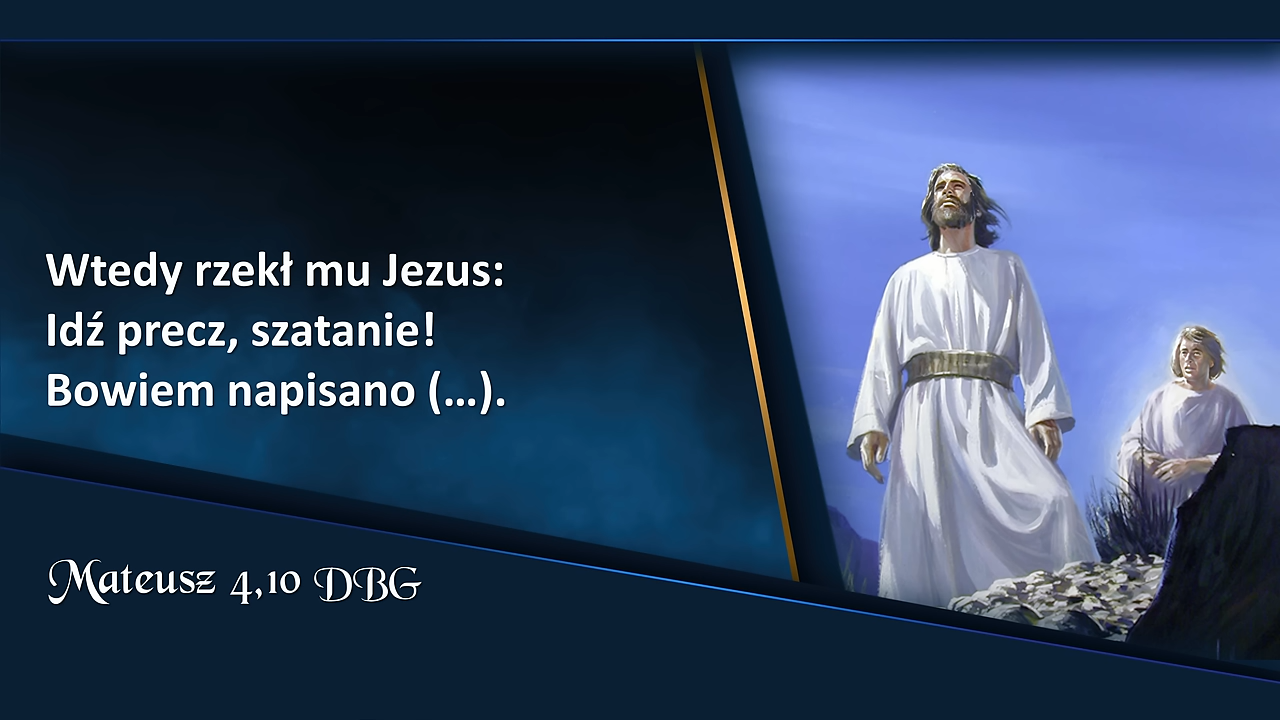 Wtedy rzekł mu Jezus:
Idź precz, szatanie!
Bowiem napisano (...).
Mateusz 4,10 DBG